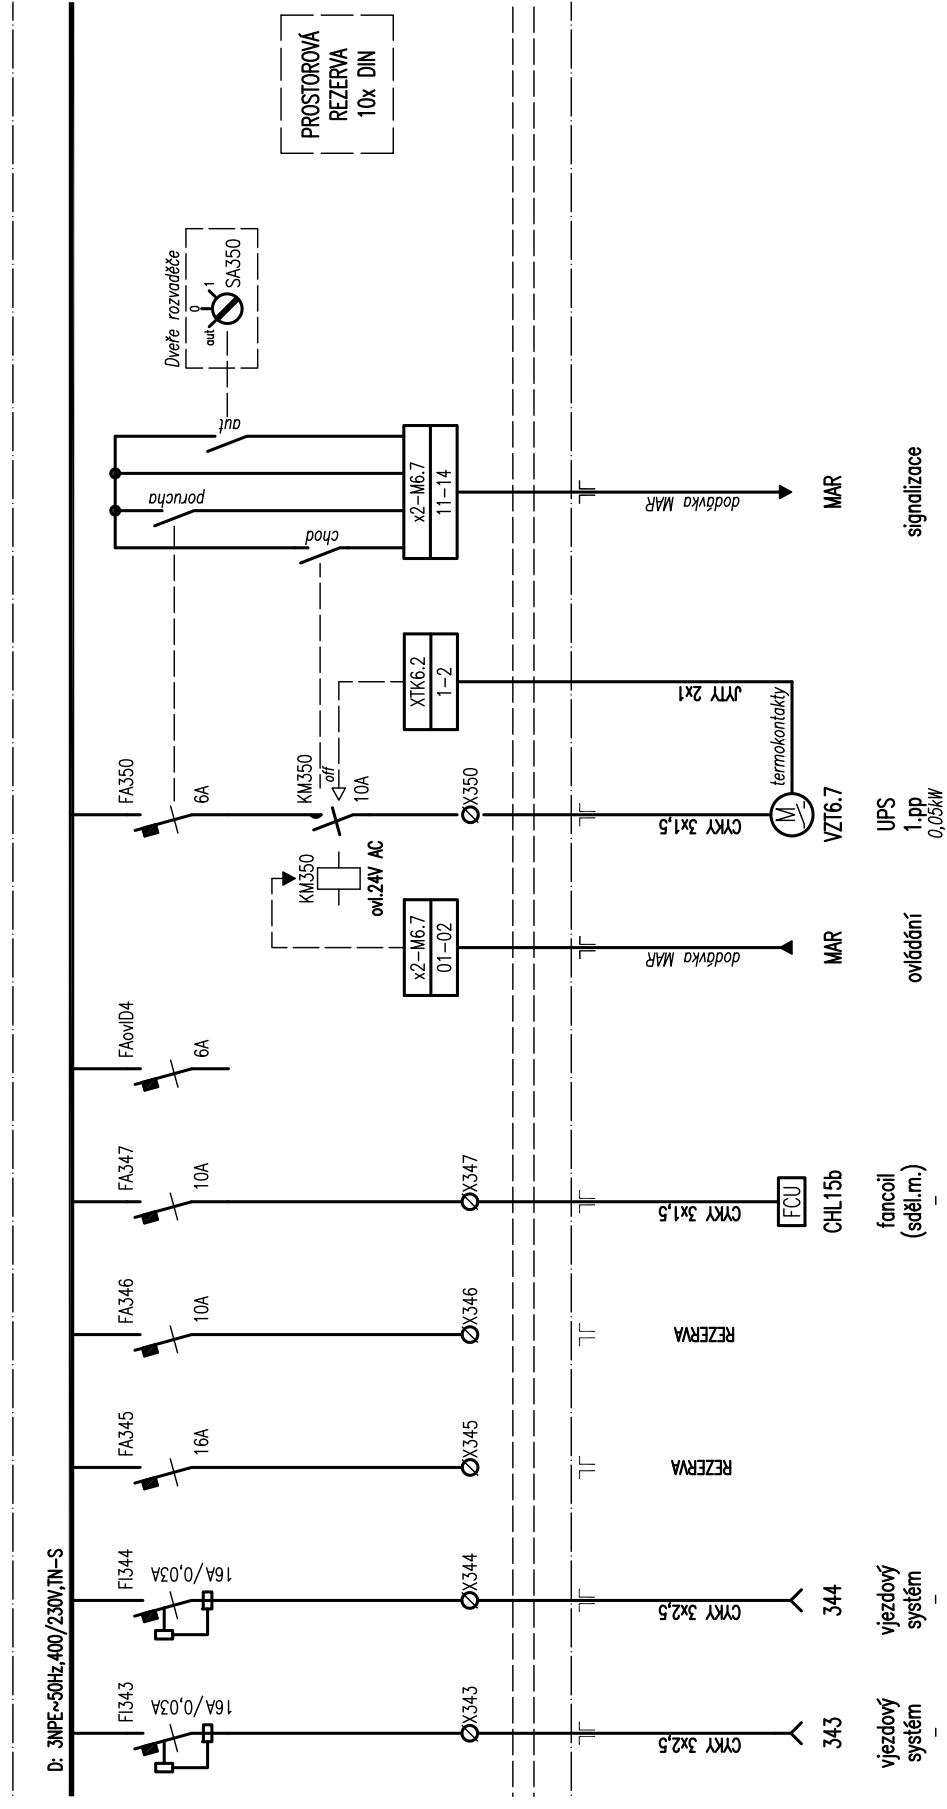 D: 3NPE~50Hz,400/230V,TN-S
FI343
16A/0,03A
X343
CYKY 3x2,5
343
vjezdový
systém
-
FI344
16A/0,03A
X344
CYKY 3x2,5
344
vjezdový
systém
-
FA345
16A
X345
REZERVA
FA346
10A
X346
REZERVA
FA347
10A
X347
CYKY 3x1,5
FCU
CHL15b
fancoil
(sděl.m.)
-
FAovlD4
6A
x2-M6.7
01-02
dodávka MAR
MAR
ovládání
KM350
ovl.24V AC
FA350
6A
KM350
off
10A
X350
CYKY 3x1,5
M
VZT6.7
UPS
1.pp
0,05kW
termokontakty
XTK6.2
1-2
JYTY 2x1
chod
porucha
aut
x2-M6.7
11-14
dodávka MAR
MAR
signalizace
Dveře rozvaděče
aut
0
1
SA350
PROSTOROVÁ
REZERVA
10x DIN